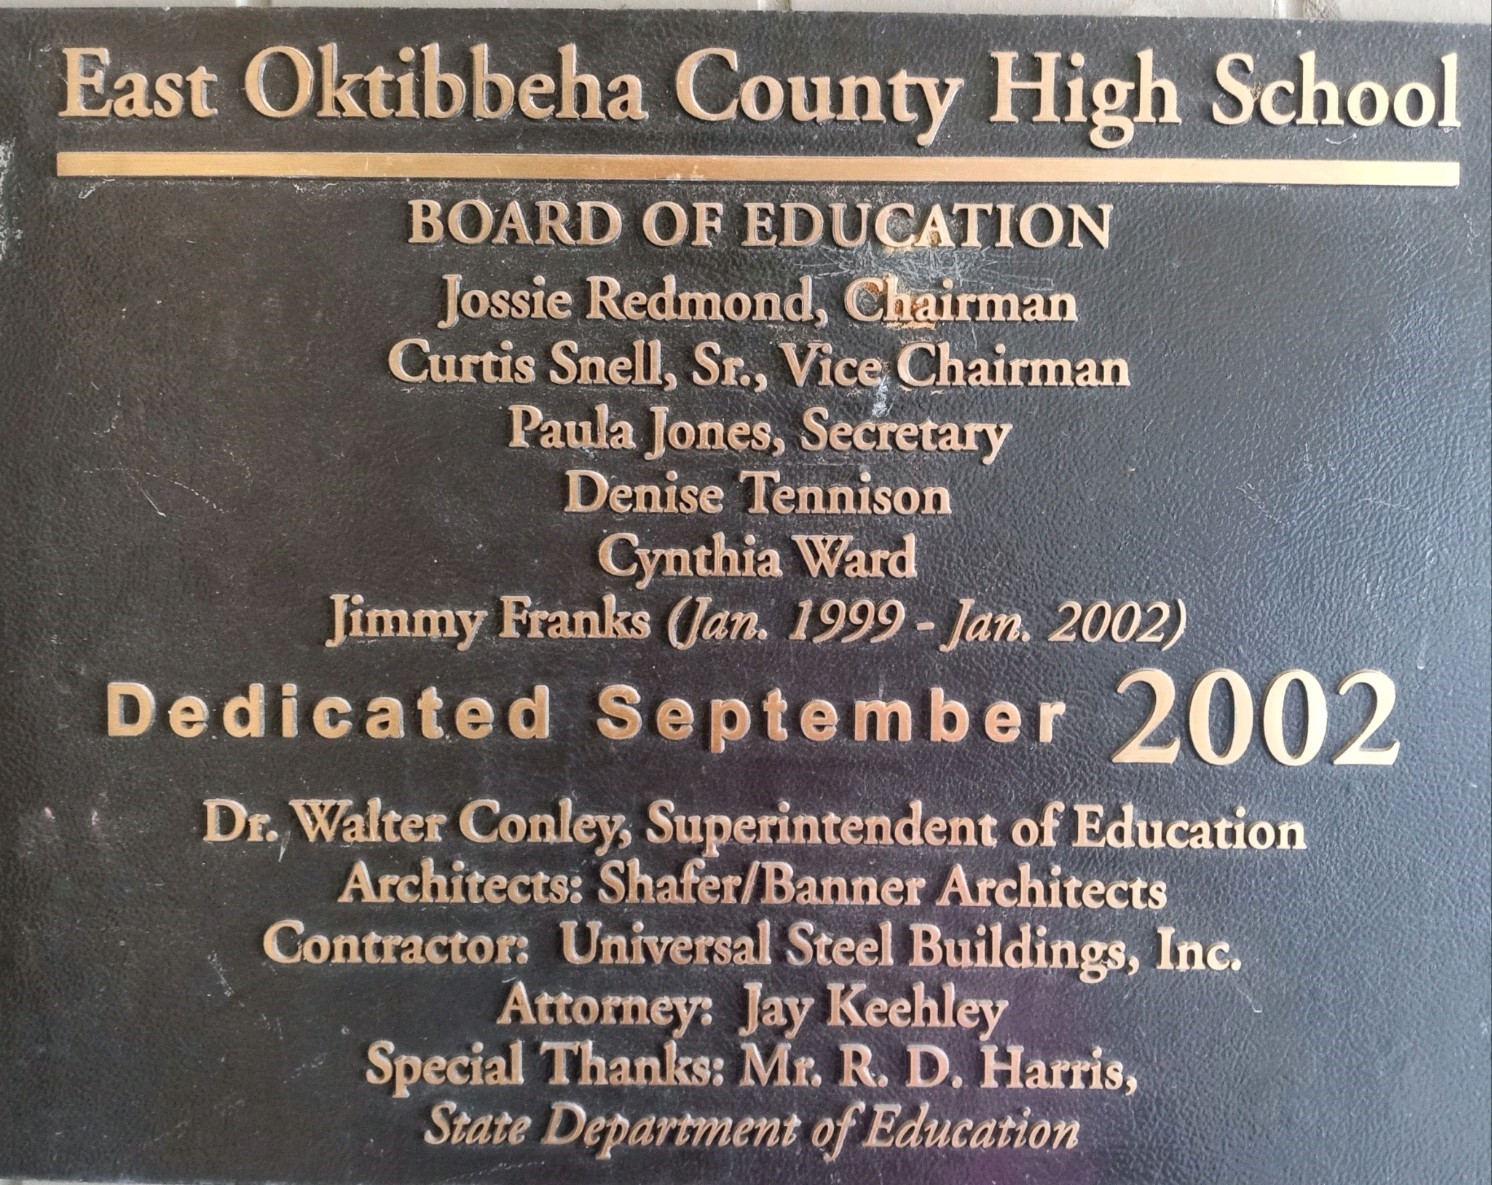 East Oktibbeha County High School
BOARD OF EDUCATION
Jossie Redmond, Chairman
Curtis Snell, Sr., Vice Chairman
Paula Jones, Secretary
Denise Tennison
Cynthia Ward
Jimmy Franks (Jan. 1999 - Jan. 2002)
Dedicated September 2002
Dr. Walter Conley, Superintendent of Education
Architects: Shafer/Banner Architects
Contractor: Universal Steel Buildings, Inc.
Attorney: Jay Keehley
Special Thanks: Mr. R. D. Harris,
State Department of Education